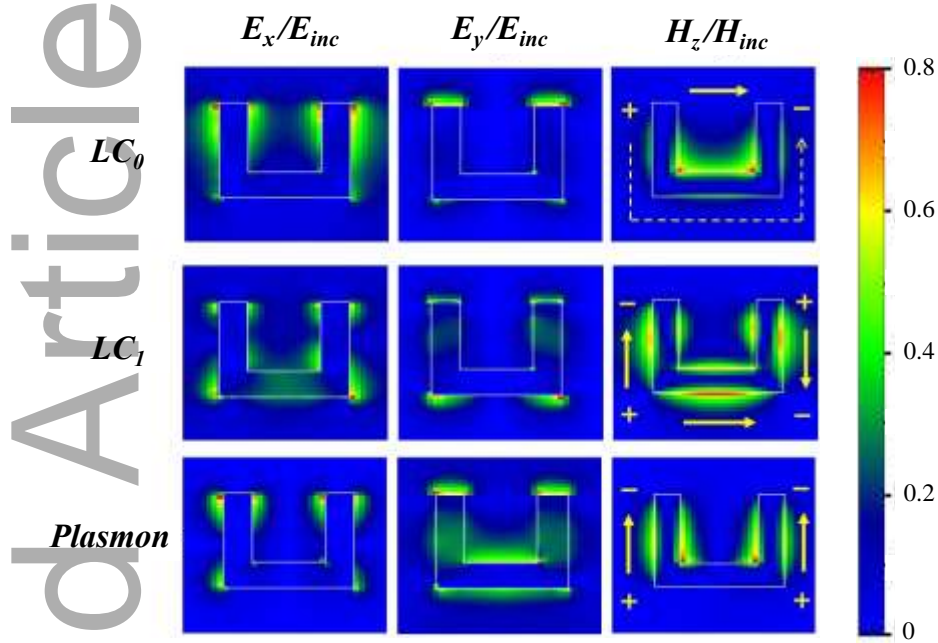 E_x/E_inc E_y/E_inc H_z/H_inc
d Article
LC_0
+ −
LC_1
− +
+ −
Plasmon
− −
+ +
0.8
0.6
0.4
0.2
0